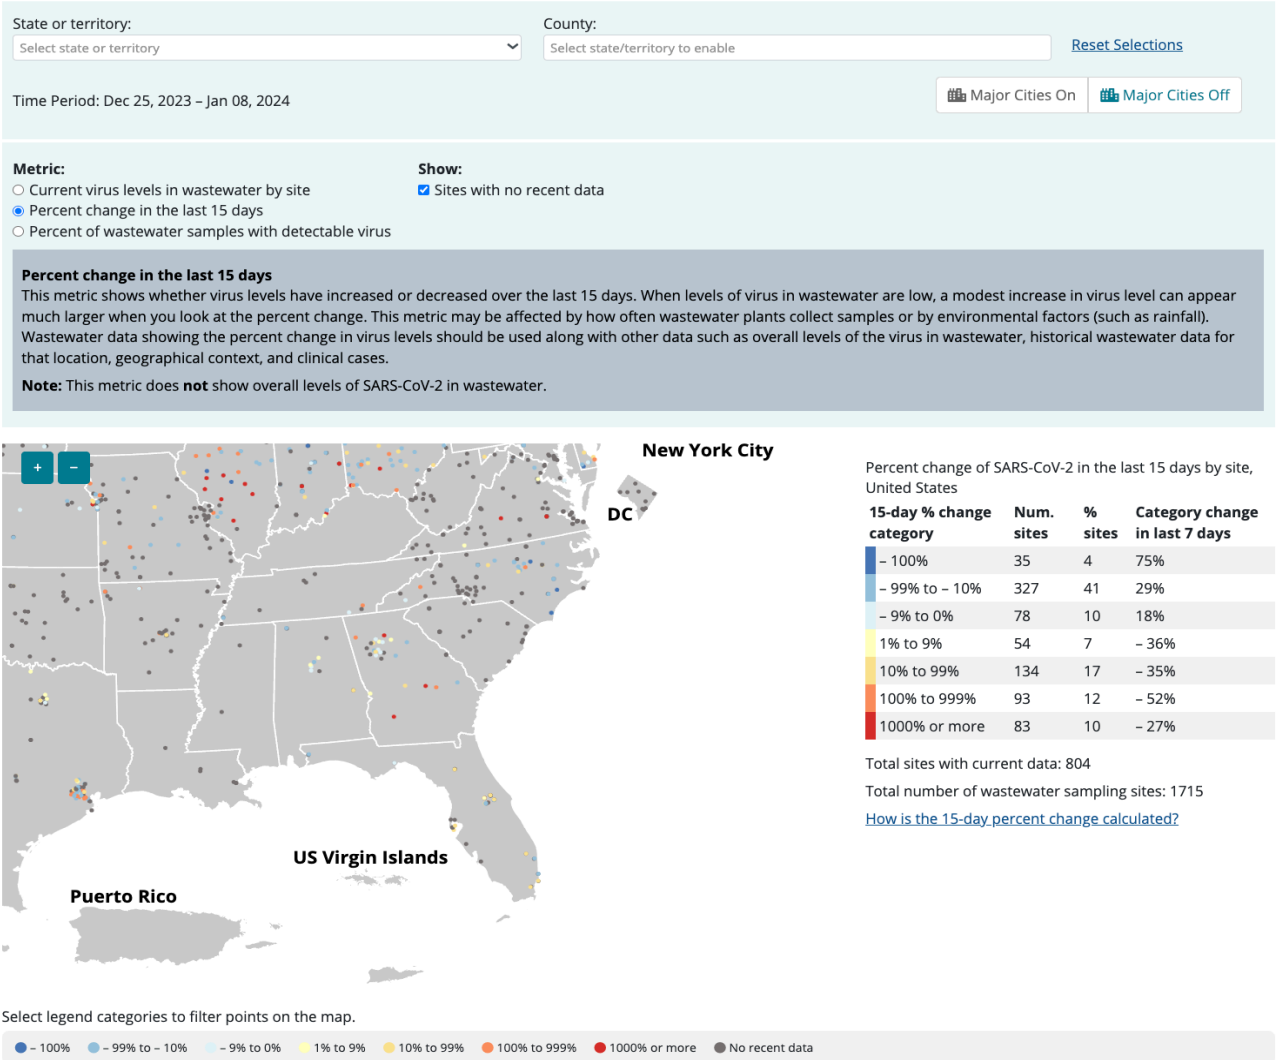 State or territory:
County:
Select state or territory
Select state/territory to enable
Reset Selections
Time Period: Dec 25, 2023 – Jan 08, 2024
Major Cities On
Major Cities Off
Metric:
Show:
Current virus levels in wastewater by site
Sites with no recent data
Percent change in the last 15 days
Percent of wastewater samples with detectable virus
Percent change in the last 15 days
This metric shows whether virus levels have increased or decreased over the last 15 days. When levels of virus in wastewater are low, a modest increase in virus level can appear
much larger when you look at the percent change. This metric may be affected by how often wastewater plants collect samples or by environmental factors (such as rainfall).
Wastewater data showing the percent change in virus levels should be used along with other data such as overall levels of the virus in wastewater, historical wastewater data for
that location, geographical context, and clinical cases.
Note: This metric does not show overall levels of SARS-CoV-2 in wastewater.
+
−
New York City
DC
US Virgin Islands
Puerto Rico
Percent change of SARS-CoV-2 in the last 15 days by site,
United States
15-day % change category Num. sites % sites Category change in last 7 days
– 100% 35 4 75%
– 99% to – 10% 327 41 29%
– 9% to 0% 78 10 18%
1% to 9% 54 7 – 36%
10% to 99% 134 17 – 35%
100% to 999% 93 12 – 52%
1000% or more 83 10 – 27%
Total sites with current data: 804
Total number of wastewater sampling sites: 1715
How is the 15-day percent change calculated?
Select legend categories to filter points on the map.
– 100% – 99% to – 10% – 9% to 0% 1% to 9% 10% to 99% 100% to 999% 1000% or more No recent data